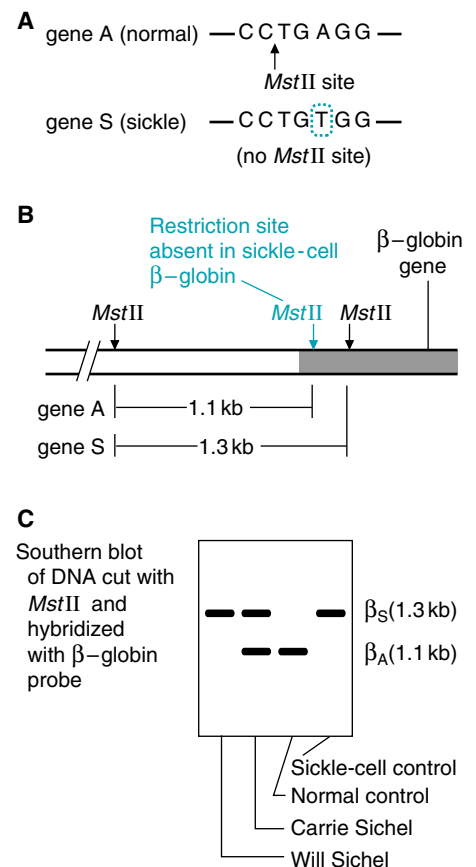 A
gene A (normal) — C C T G A G G —
MstII site
gene S (sickle) — C C T G T G G —
(no MstII site)
B
Restriction site
absent in sickle-cell
β–globin
β–globin
gene
MstII MstII MstII
gene A 1.1 kb
gene S 1.3 kb
C
Southern blot
of DNA cut with
MstII and
hybridized
with β–globin
probe
βS(1.3 kb)
βA(1.1 kb)
Sickle-cell control
Normal control
Carrie Sichel
Will Sichel